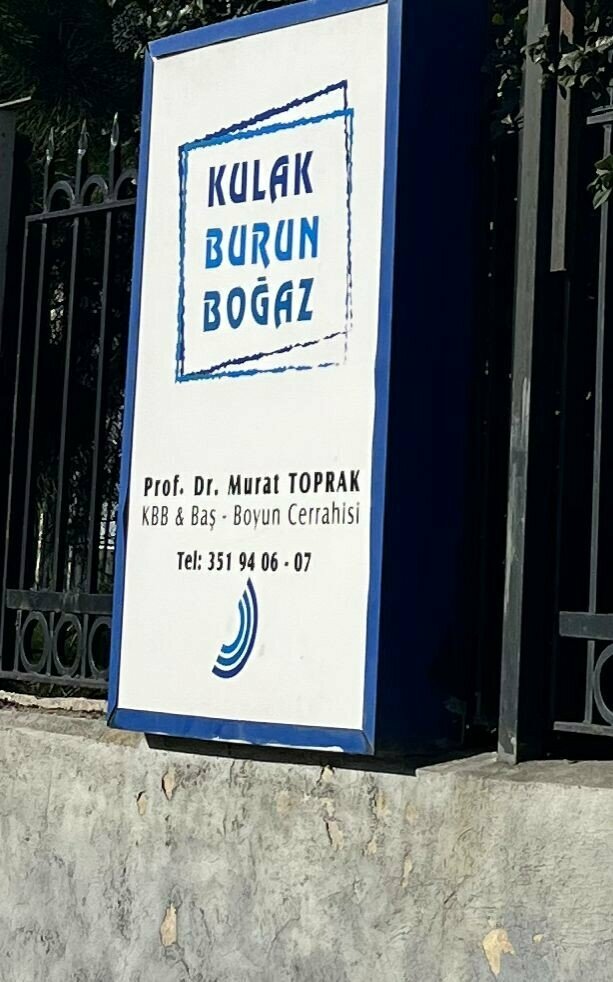 KULAK
BURUN
BOĞAZ
Prof. Dr. Murat TOPRAK
KBB & Baş - Boyun Cerrahisi
Tel: 351 94 06 - 07